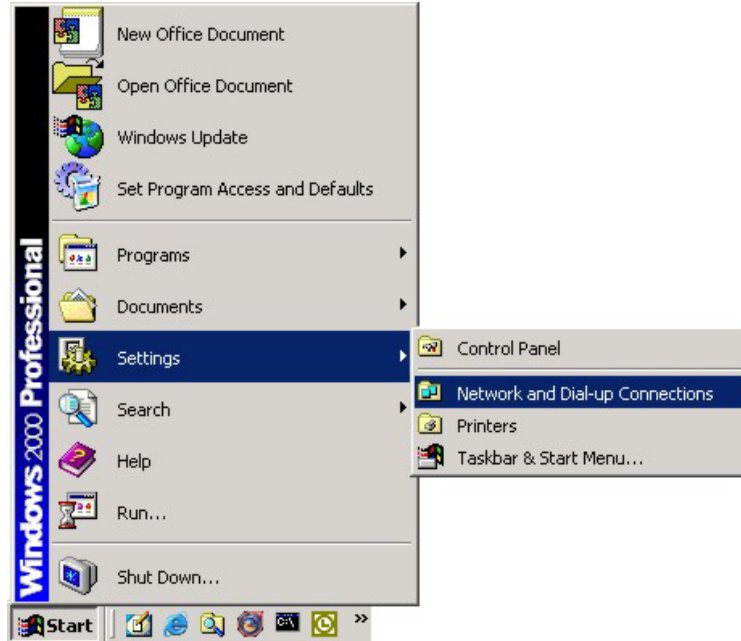 New Office Document
Open Office Document
Windows Update
Set Program Access and Defaults
Programs
Documents
Settings
Search
Help
Run...
Shut Down...
Control Panel
Network and Dial-up Connections
Printers
Taskbar & Start Menu...
Windows 2000 Professional
Start
»